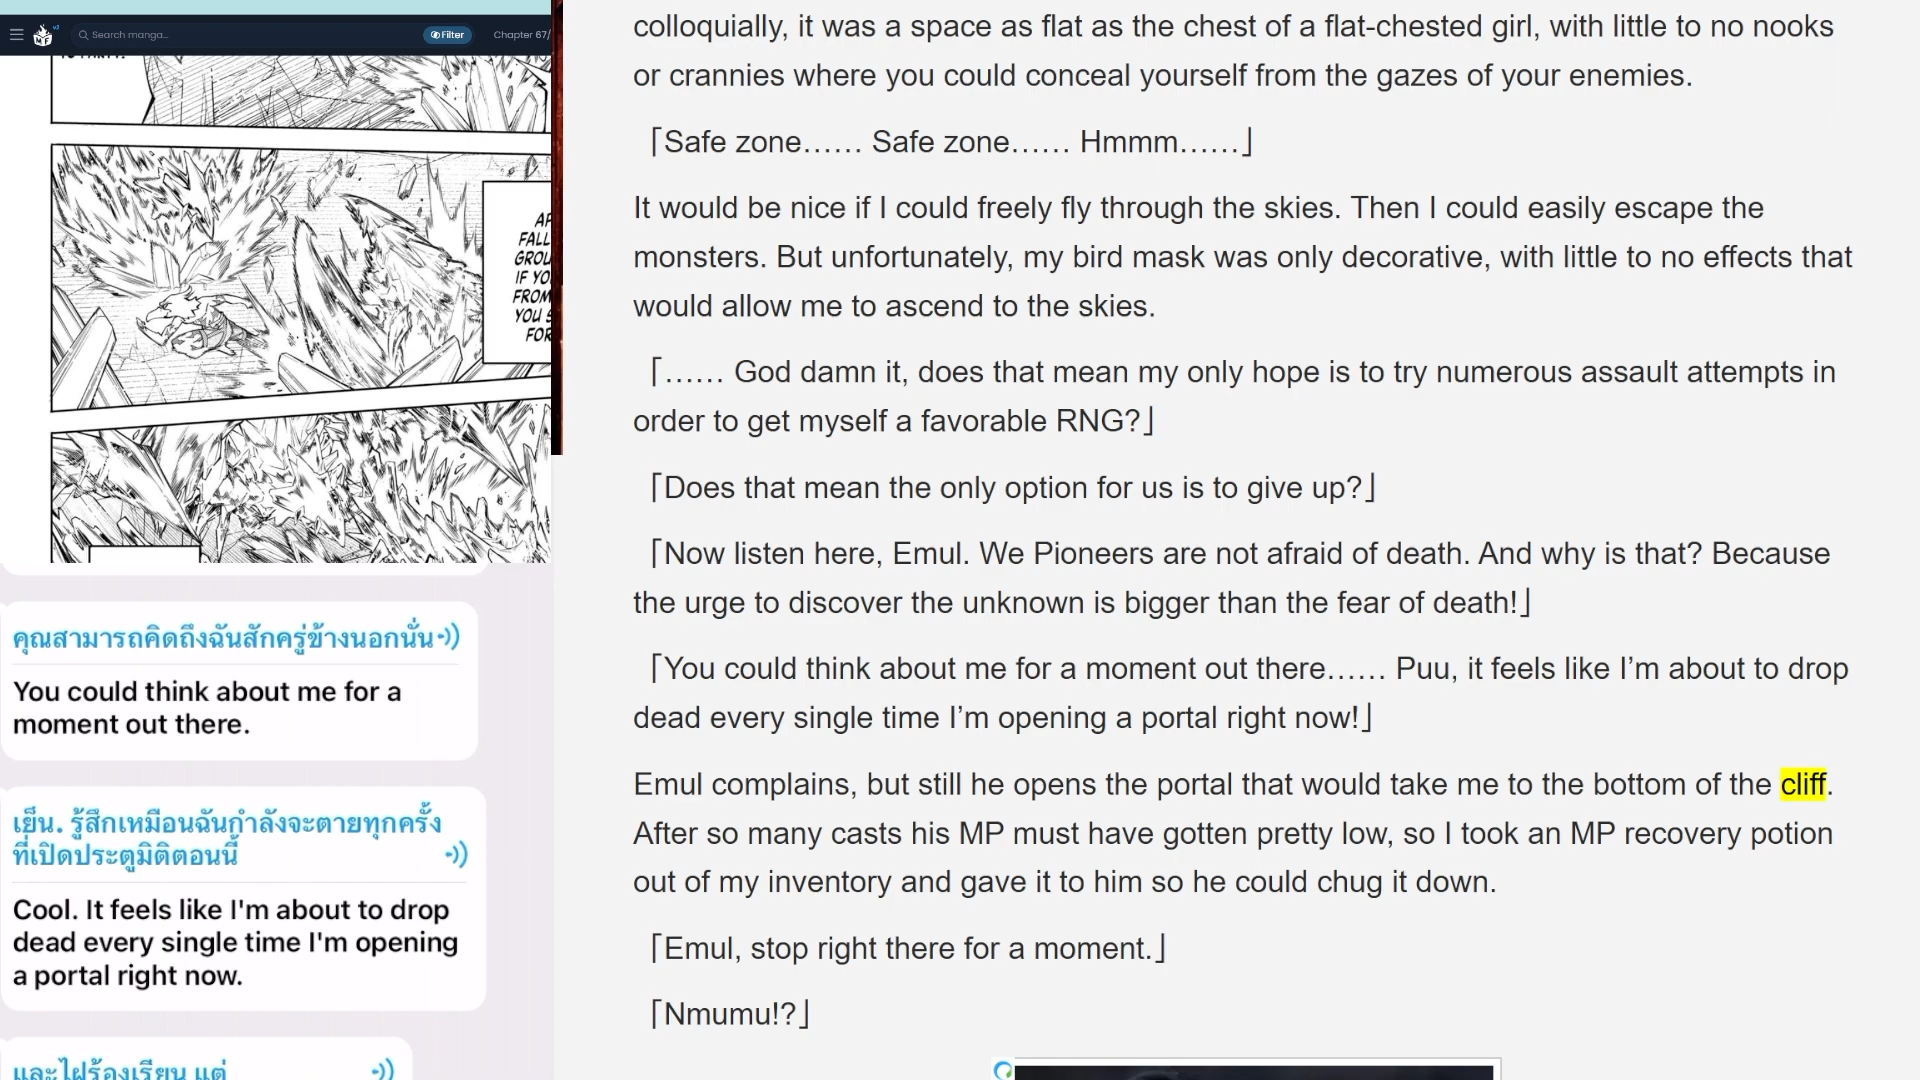 Search manga...
Filter
Chapter 67/
FALL
GROU
IF YO
FROM
YOU S
FOR
คุณสามารถคิดถึงฉันสักครู่ข้างนอกนั่น
You could think about me for a
moment out there.
เย็น. รู้สึกเหมือนฉันกำลังจะตายทุกครั้ง
ที่เปิดประตูมิติตอนนี้
Cool. It feels like I'm about to drop
dead every single time I'm opening
a portal right now.
และไฝร้องเรียน แต่
colloquially, it was a space as flat as the chest of a flat-chested girl, with little to no nooks
or crannies where you could conceal yourself from the gazes of your enemies.
「Safe zone…… Safe zone…… Hmmm……」
It would be nice if I could freely fly through the skies. Then I could easily escape the
monsters. But unfortunately, my bird mask was only decorative, with little to no effects that
would allow me to ascend to the skies.
「…… God damn it, does that mean my only hope is to try numerous assault attempts in
order to get myself a favorable RNG?」
「Does that mean the only option for us is to give up?」
「Now listen here, Emul. We Pioneers are not afraid of death. And why is that? Because
the urge to discover the unknown is bigger than the fear of death!」
「You could think about me for a moment out there…… Puu, it feels like I’m about to drop
dead every single time I’m opening a portal right now!」
Emul complains, but still he opens the portal that would take me to the bottom of the cliff.
After so many casts his MP must have gotten pretty low, so I took an MP recovery potion
out of my inventory and gave it to him so he could chug it down.
「Emul, stop right there for a moment.」
「Nmumu!?」